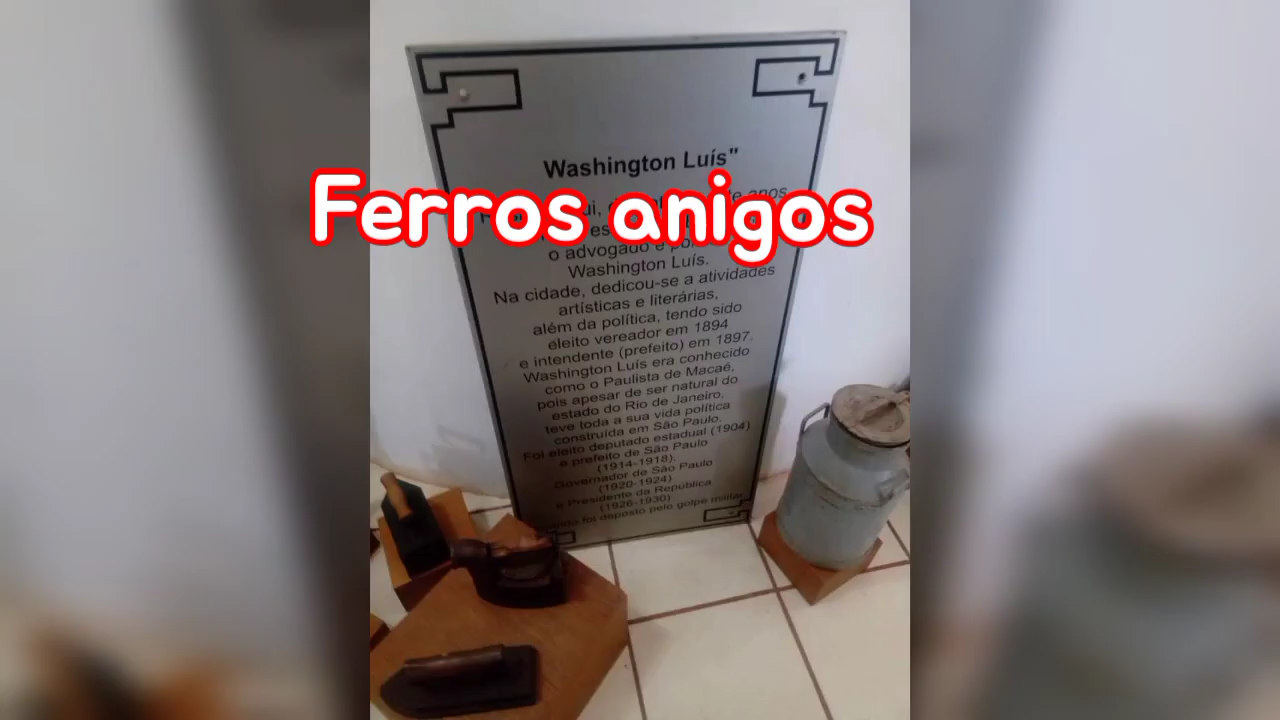 Washington Luís"
Ferros anigos
o advogado e
Washington Luís.
Na cidade, dedicou-se a atividades
artísticas e literárias,
além da política, tendo sido
eleito vereador em 1894
e intendente (prefeito) em 1897.
Washington Luís era conhecido
como o Paulista de Macaé,
pois apesar de ser natural do
estado do Rio de Janeiro,
teve toda a sua vida política
construída em São Paulo.
Foi eleito deputado estadual (1904)
e prefeito de São Paulo
(1914-1918),
Governador de São Paulo
(1920-1924)
e Presidente da República
(1926-1930)
foi deposto pelo golpe militar